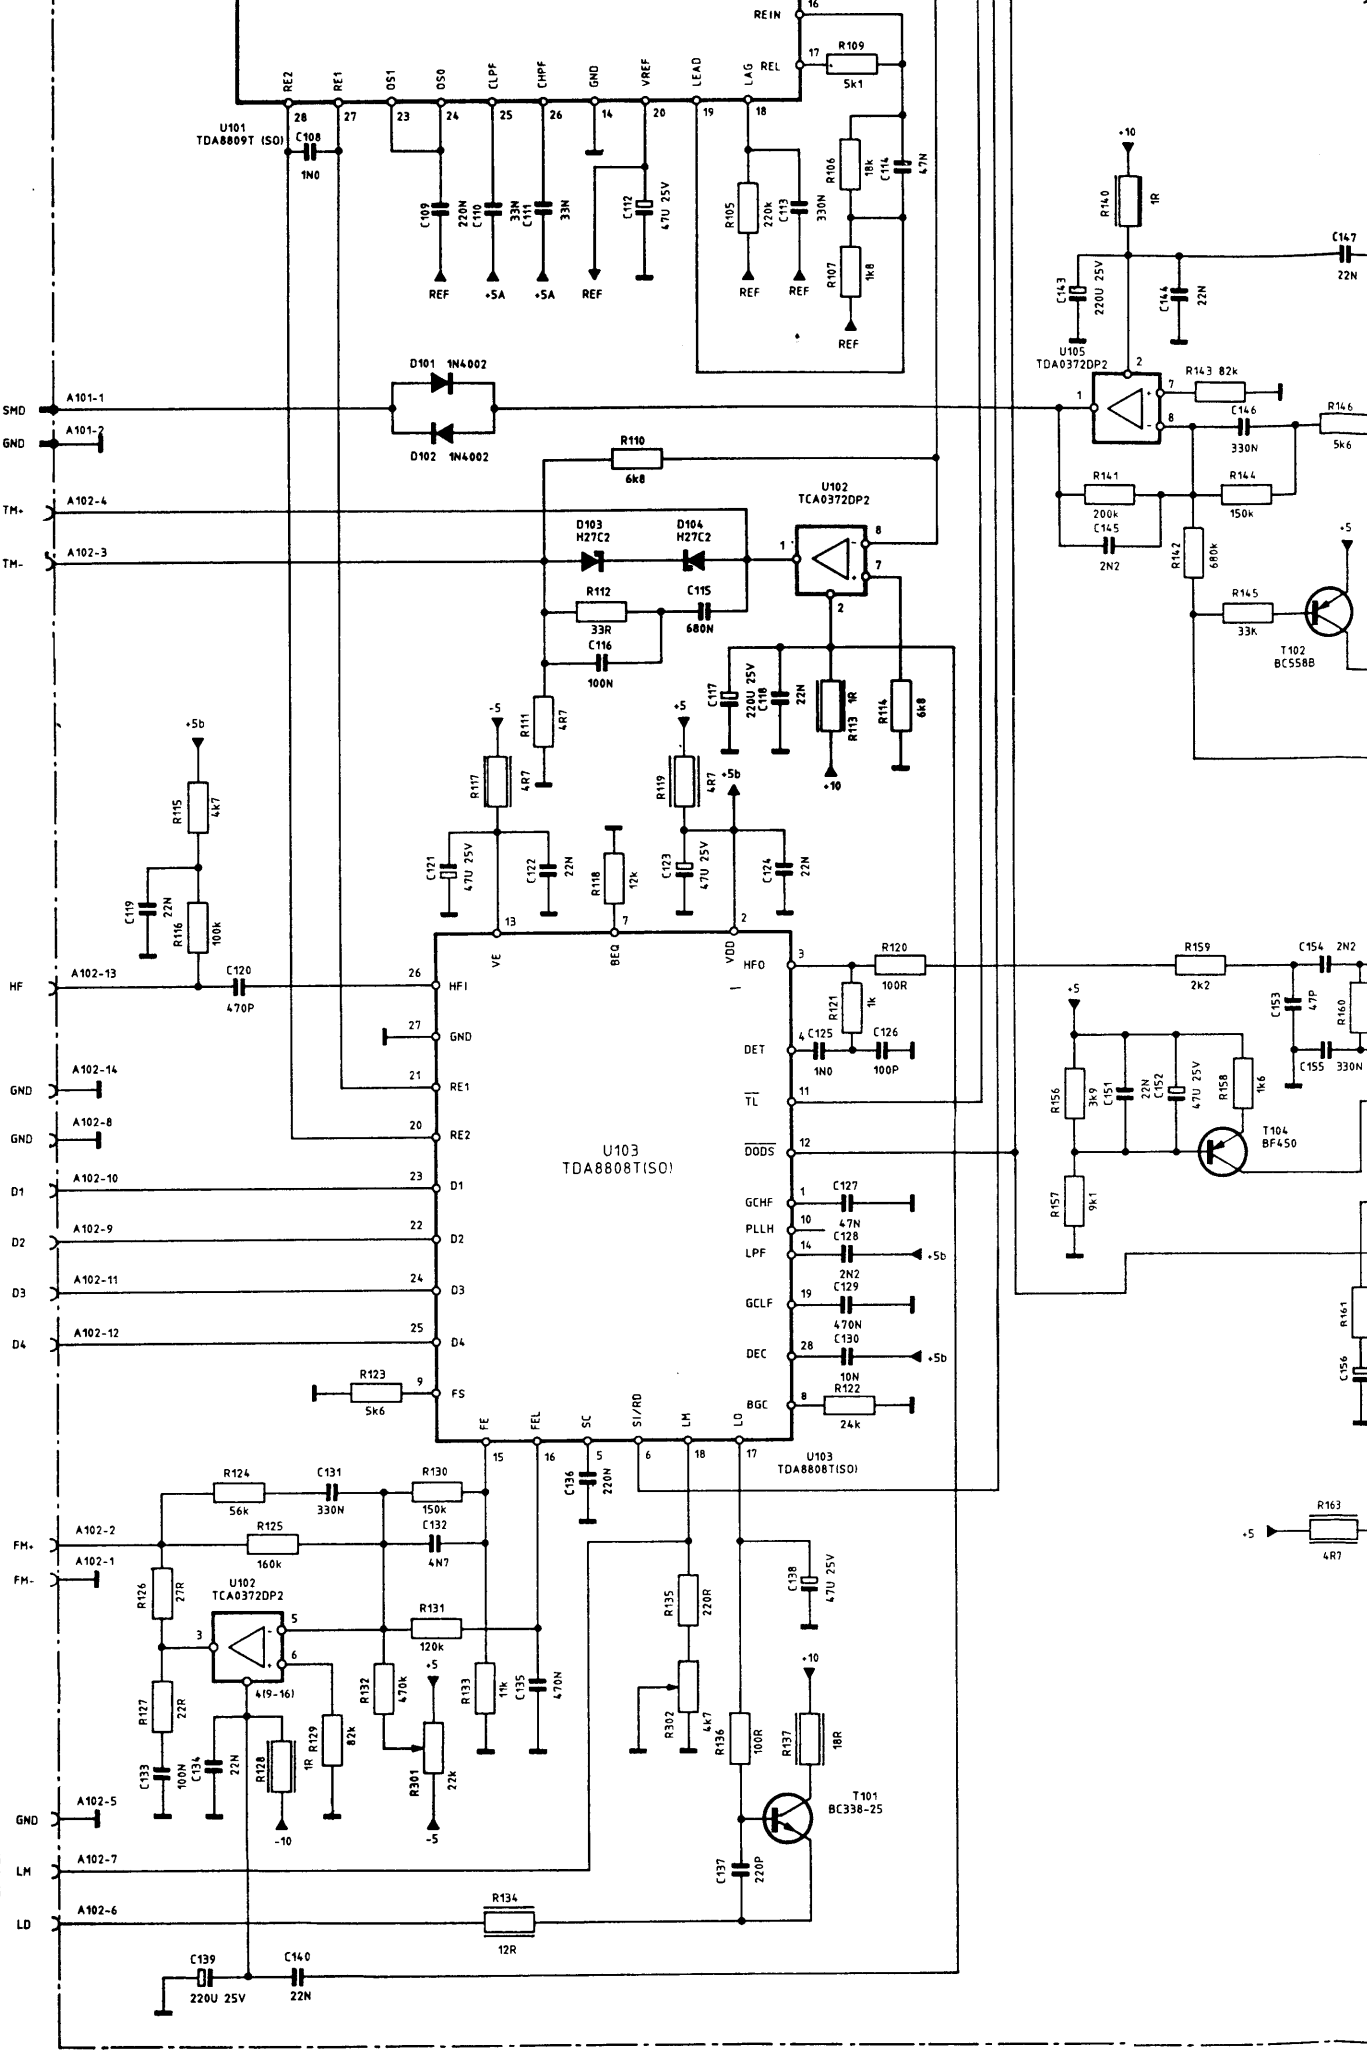 REIN 16
REL 17 R109
5k1
RE2 RE1 OS1 OS0 CLPF CHPF GND VREF LEAD LAG
28 27 23 24 25 26 14 20 19 18
U101
TDA8809T (SO)
C108
1N0
C109 220N
C110 33N
C111 33N
C112 47U 25V
R105 220k
C113 330N
R106 18k
C114 47N
R107 1k8
REF +5A +5A REF REF REF
REF
+10
R140 1R
C143 220U 25V
C144 22N
C147
22N
U105
TDA0372DP2
2
1
7
8
+
-
R143 82k
C146
330N
R146
5k6
R141
200k
C145
2N2
R144
150k
R142 680k
R145
33K
+5
T102
BC558B
D101 1N4002
D102 1N4002
SMD A101-1
GND A101-2
TM+ A102-4
TM- A102-3
R110
6k8
U102
TCA0372DP2
D103
H27C2
D104
H27C2
1
8
7
2
-
+
R112
33R
C115
680N
C116
100N
R111 4R7
C117 220U 25V
C118 22N
R113 1R
R114 6k8
+10
+5b
R115 4k7
C119 22N
R116 100k
-5
R117 4R7
C121 47U 25V
C122 22N
R118 12k
+5
R119 4R7
+5b
C123 47U 25V
C124 22N
13 7 2
VE BEQ VDD
HF A102-13
C120
470P
26 HFI
27 GND
21 RE1
20 RE2
23 D1
22 D2
24 D3
25 D4
9 FS
R123
5k6
GND A102-14
GND A102-8
D1 A102-10
D2 A102-9
D3 A102-11
D4 A102-12
U103
TDA8808T(SO)
HFO 3
R120
100R
R121 1k
DET 4
C125
1N0
C126
100P
TL 11
DODS 12
GCHF 1
C127
47N
PLLH 10
LPF 14
C128
2N2
+5b
GCLF 19
C129
470N
DEC 28
C130
10N
+5b
BGC 8
R122
24k
FE FEL SC SI/RD LM LO
15 16 5 6 18 17
U103
TDA8808T(SO)
R159
2k2
C154 2N2
C153 47P
R160
C155 330N
+5
R156 3k9
C151 22N
C152 47U 25V
R158 1k6
T104
BF450
R157 9k1
R161
C156
R163
+5
4R7
R124
56k
C131
330N
R130
150k
C136 220N
FM+ A102-2
FM- A102-1
R125
160k
C132
4N7
R126 27R
U102
TCA0372DP2
3
5
6
-
+
4(9-16)
R131
120k
R127 22R
C133 100N
C134 22N
R128 1R
R129 82k
R132 470k
+5
R301 22k
-5
-10
R133 11k
C135 470N
R135 220R
R302 4k7
C138 47U 25V
+10
R136 100R
R137 18R
T101
BC338-25
C137 220P
GND A102-5
LM A102-7
LD A102-6
R134
12R
C139
220U 25V
C140
22N